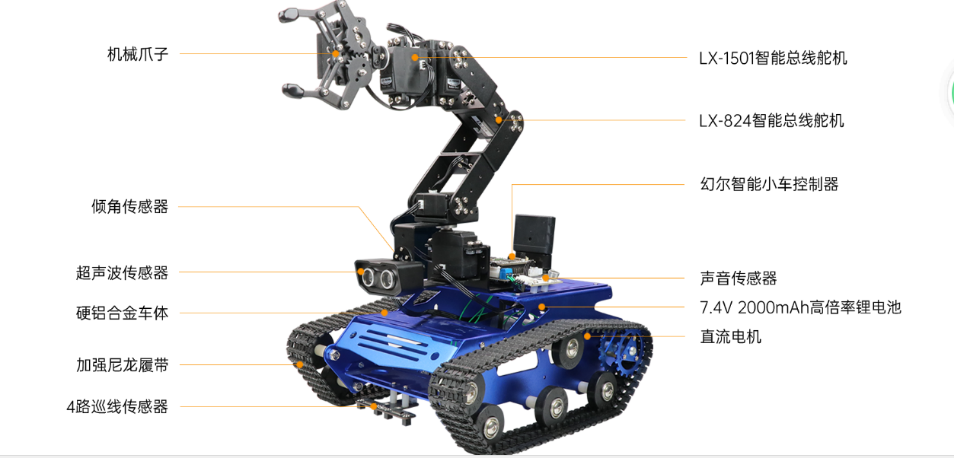 机械爪子
LX-1501智能总线舵机
LX-824智能总线舵机
幻尔智能小车控制器
倾角传感器
超声波传感器
声音传感器
硬铝合金车体
7.4V 2000mAh高倍率锂电池
直流电机
加强尼龙履带
4路巡线传感器